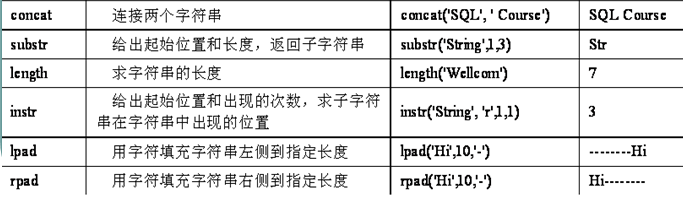 concat 连接两个字符串 concat('SQL', ' Course') SQL Course
substr 给出起始位置和长度，返回子字符串 substr('String',1,3) Str
length 求字符串的长度 length('Wellcom') 7
instr 给出起始位置和出现的次数，求子字符 instr('String', 'r',1,1) 3
串在字符串中出现的位置
lpad 用字符填充字符串左侧到指定长度 lpad('Hi',10,'-') --------Hi
rpad 用字符填充字符串右侧到指定长度 rpad('Hi',10,'-') Hi--------